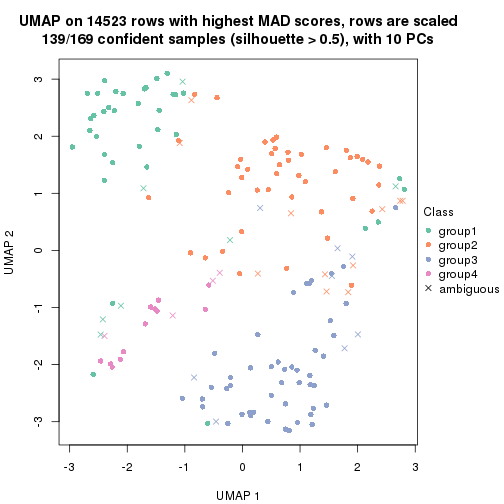 UMAP on 14523 rows with highest MAD scores, rows are scaled
139/169 confident samples (silhouette > 0.5), with 10 PCs
UMAP 2
3
2
1
0
-1
-2
-3
-3
-2
-1
0
1
2
3
UMAP 1
Class
group1
group2
group3
group4
ambiguous